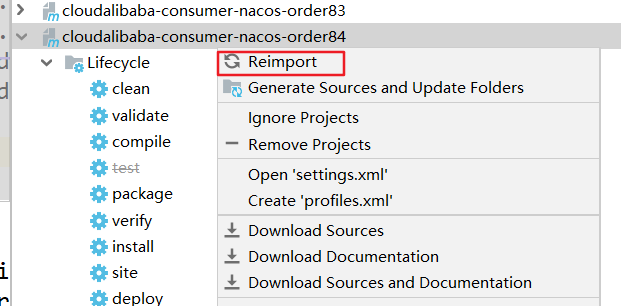 cloudalibaba-consumer-nacos-order83
cloudalibaba-consumer-nacos-order84
Lifecycle
clean
validate
compile
test
package
verify
install
site
deploy
Reimport
Generate Sources and Update Folders
Ignore Projects
Remove Projects
Open 'settings.xml'
Create 'profiles.xml'
Download Sources
Download Documentation
Download Sources and Documentation